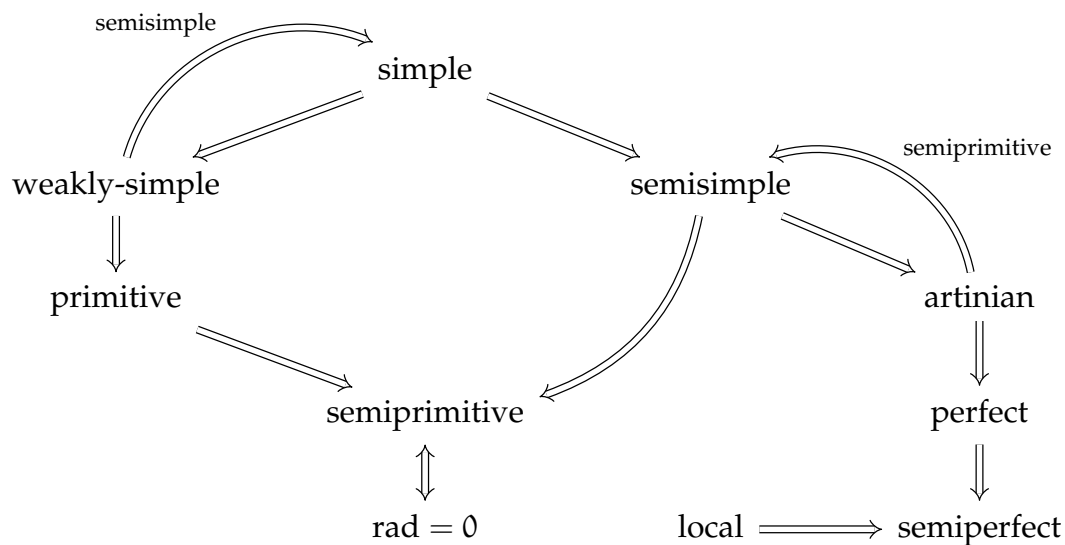 semisimple
simple
semiprimitive
weakly-simple
semisimple
primitive
artinian
semiprimitive
perfect
rad = 0
local
semiperfect